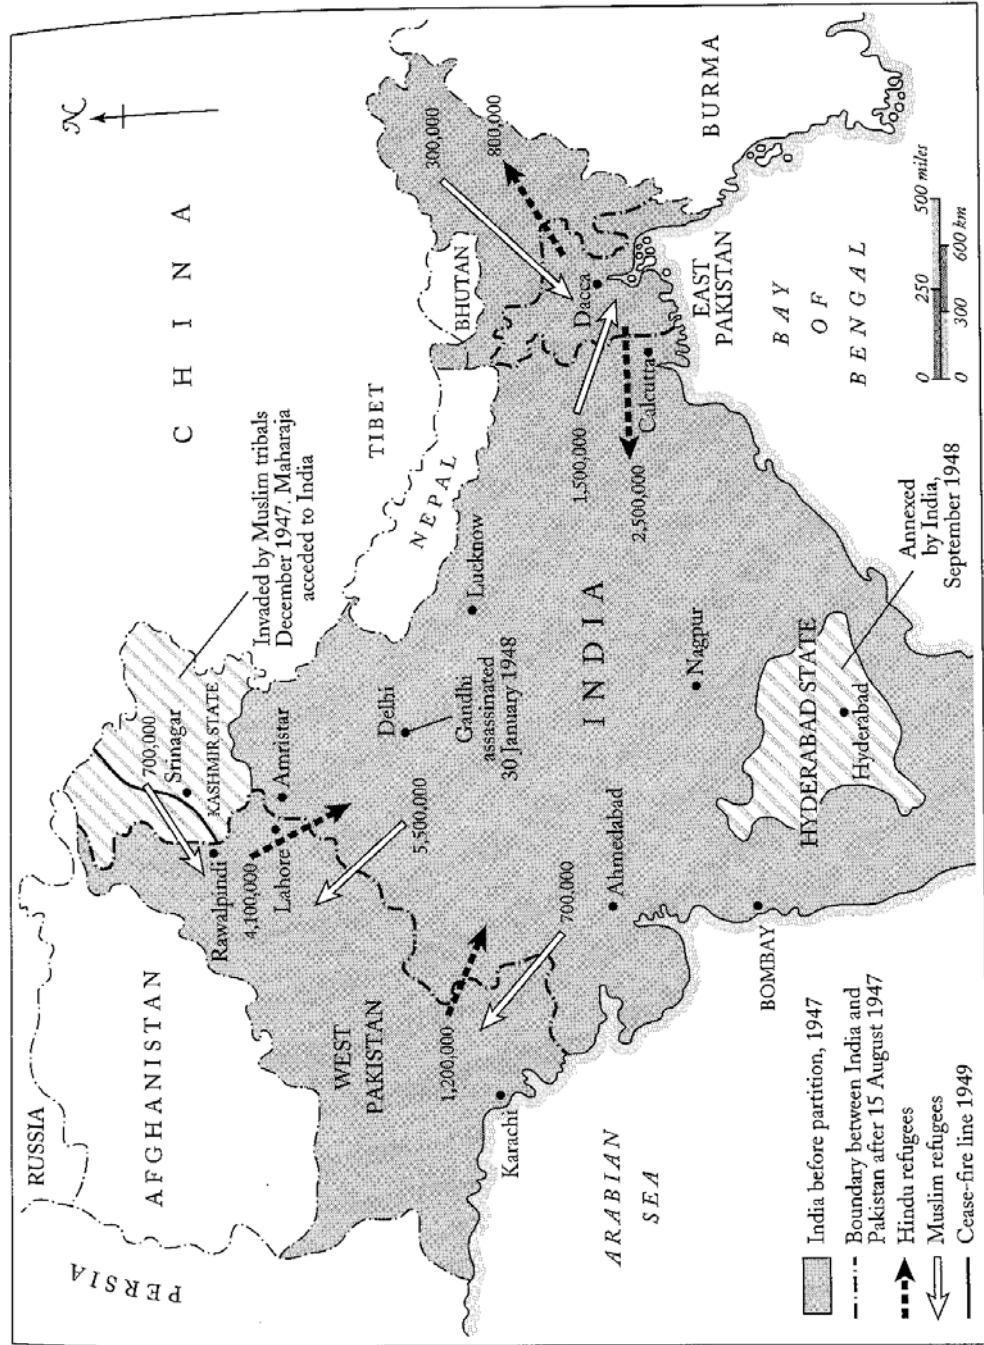 N
RUSSIA
PERSIA
AFGHANISTAN
CHINA
TIBET
NEPAL
BHUTAN
BURMA
Invaded by Muslim tribals
December 1947. Maharaja
acceded to India
700,000
Srinagar
KASHMIR STATE
Rawalpindi
4,100,000
Lahore
Amristar
5,500,000
Delhi
Gandhi
assassinated
30 January 1948
Lucknow
300,000
800,000
WEST
PAKISTAN
1,200,000
700,000
Karachi
Ahmedabad
INDIA
Nagpur
1.500,000
2,500,000
Dacca
Calcutta
EAST
PAKISTAN
ARABIAN
SEA
BOMBAY
HYDERABAD STATE
Hyderabad
Annexed
by India,
September 1948
BAY
OF
BENGAL
0 250 500 miles
0 300 600 km
India before partition, 1947
Boundary between India and
Pakistan after 15 August 1947
Hindu refugees
Muslim refugees
Cease-fire line 1949